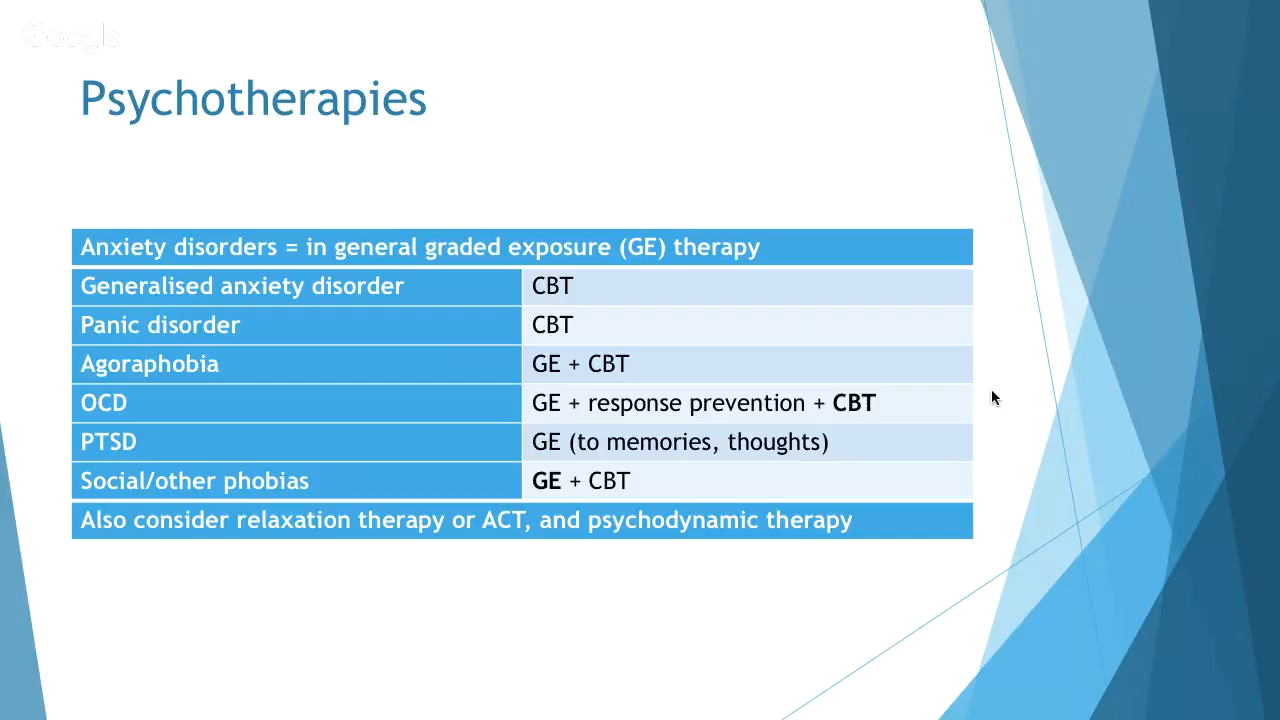 Google
Psychotherapies
Anxiety disorders = in general graded exposure (GE) therapy
Generalised anxiety disorder CBT
Panic disorder CBT
Agoraphobia GE + CBT
OCD GE + response prevention + CBT
PTSD GE (to memories, thoughts)
Social/other phobias GE + CBT
Also consider relaxation therapy or ACT, and psychodynamic therapy